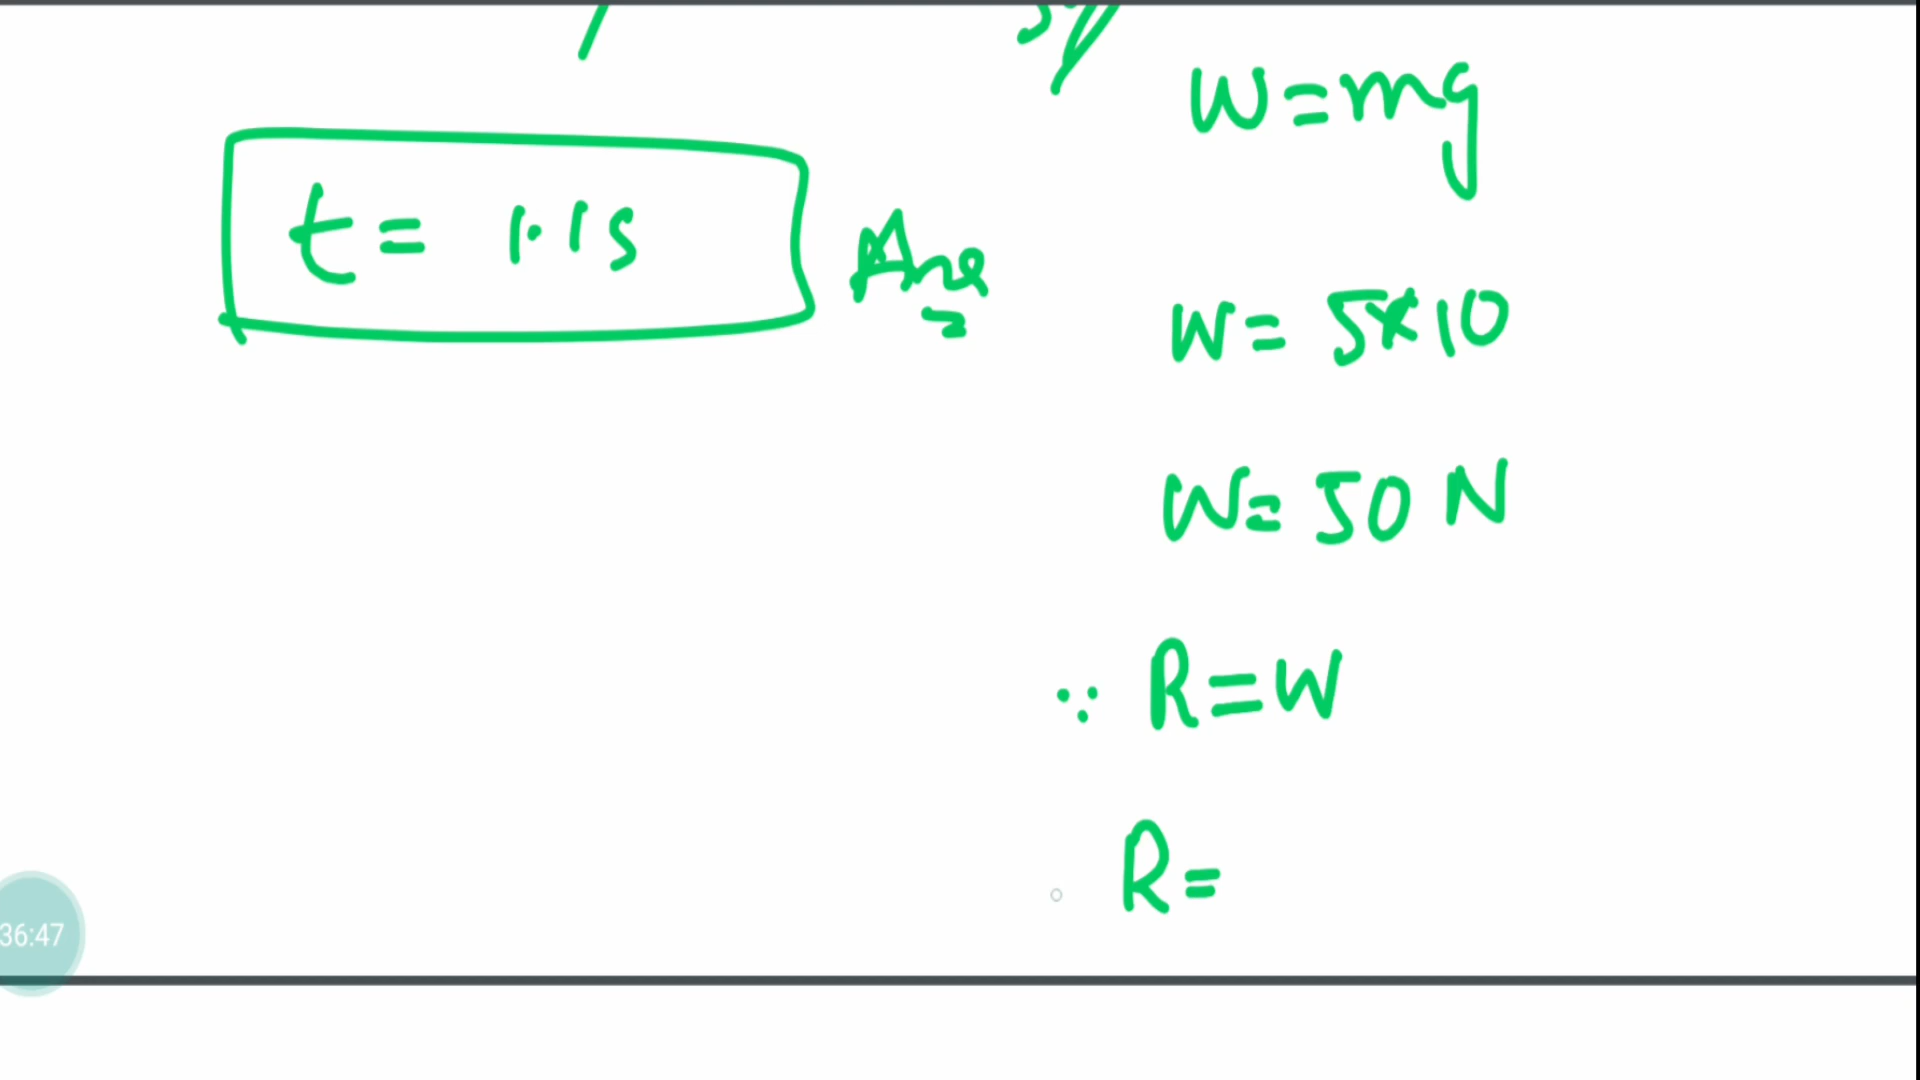 W=mg
t= 1.1s Ans
W= 5×10
W= 50 N
∵ R=W
R=
36:47